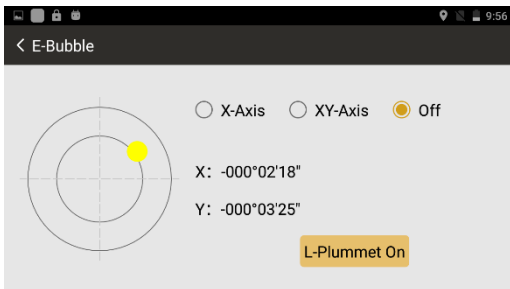 9:56
E-Bubble
X-Axis XY-Axis Off
X: -000°02'18"
Y: -000°03'25"
L-Plummet On